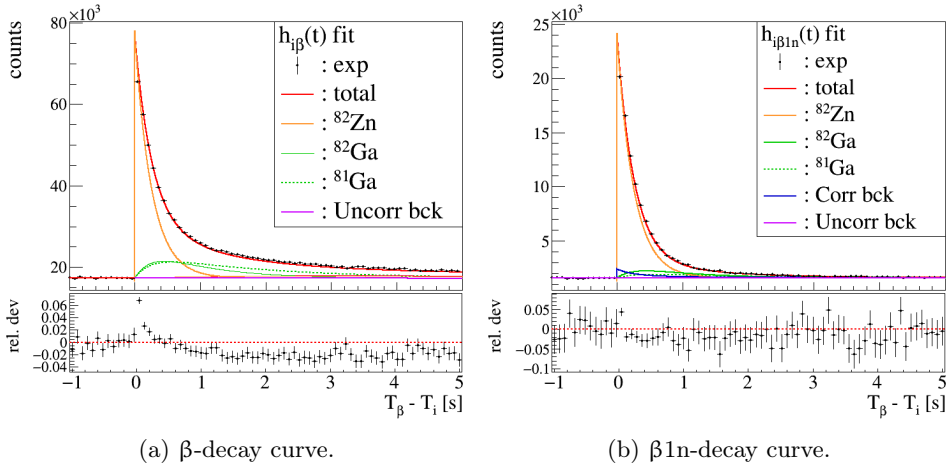 ×10³
counts
80
60
40
20
h_iβ(t) fit
: exp
: total
: ⁸²Zn
: ⁸²Ga
: ⁸¹Ga
: Uncorr bck
rel. dev
0.06
0.04
0.02
0
−0.02
−0.04
−1 0 1 2 3 4 5
T_β - T_i [s]
(a) β-decay curve.
×10³
counts
25
20
15
10
5
h_iβ1n(t) fit
: exp
: total
: ⁸²Zn
: ⁸²Ga
: ⁸¹Ga
: Corr bck
: Uncorr bck
rel. dev
0.05
0
−0.05
−0.1
−1 0 1 2 3 4 5
T_β - T_i [s]
(b) β1n-decay curve.